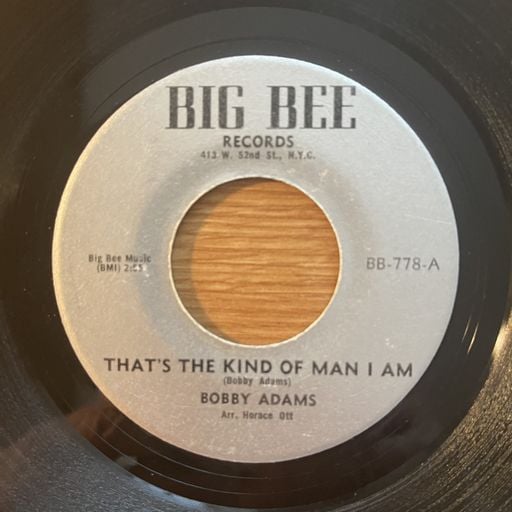 BIG BEE
RECORDS
413 W. 52nd St., N.Y.C.
Big Bee Music
(BMI)
BB-778-A
THAT'S THE KIND OF MAN I AM
(Bobby Adams)
BOBBY ADAMS
Arr. Horace Ott